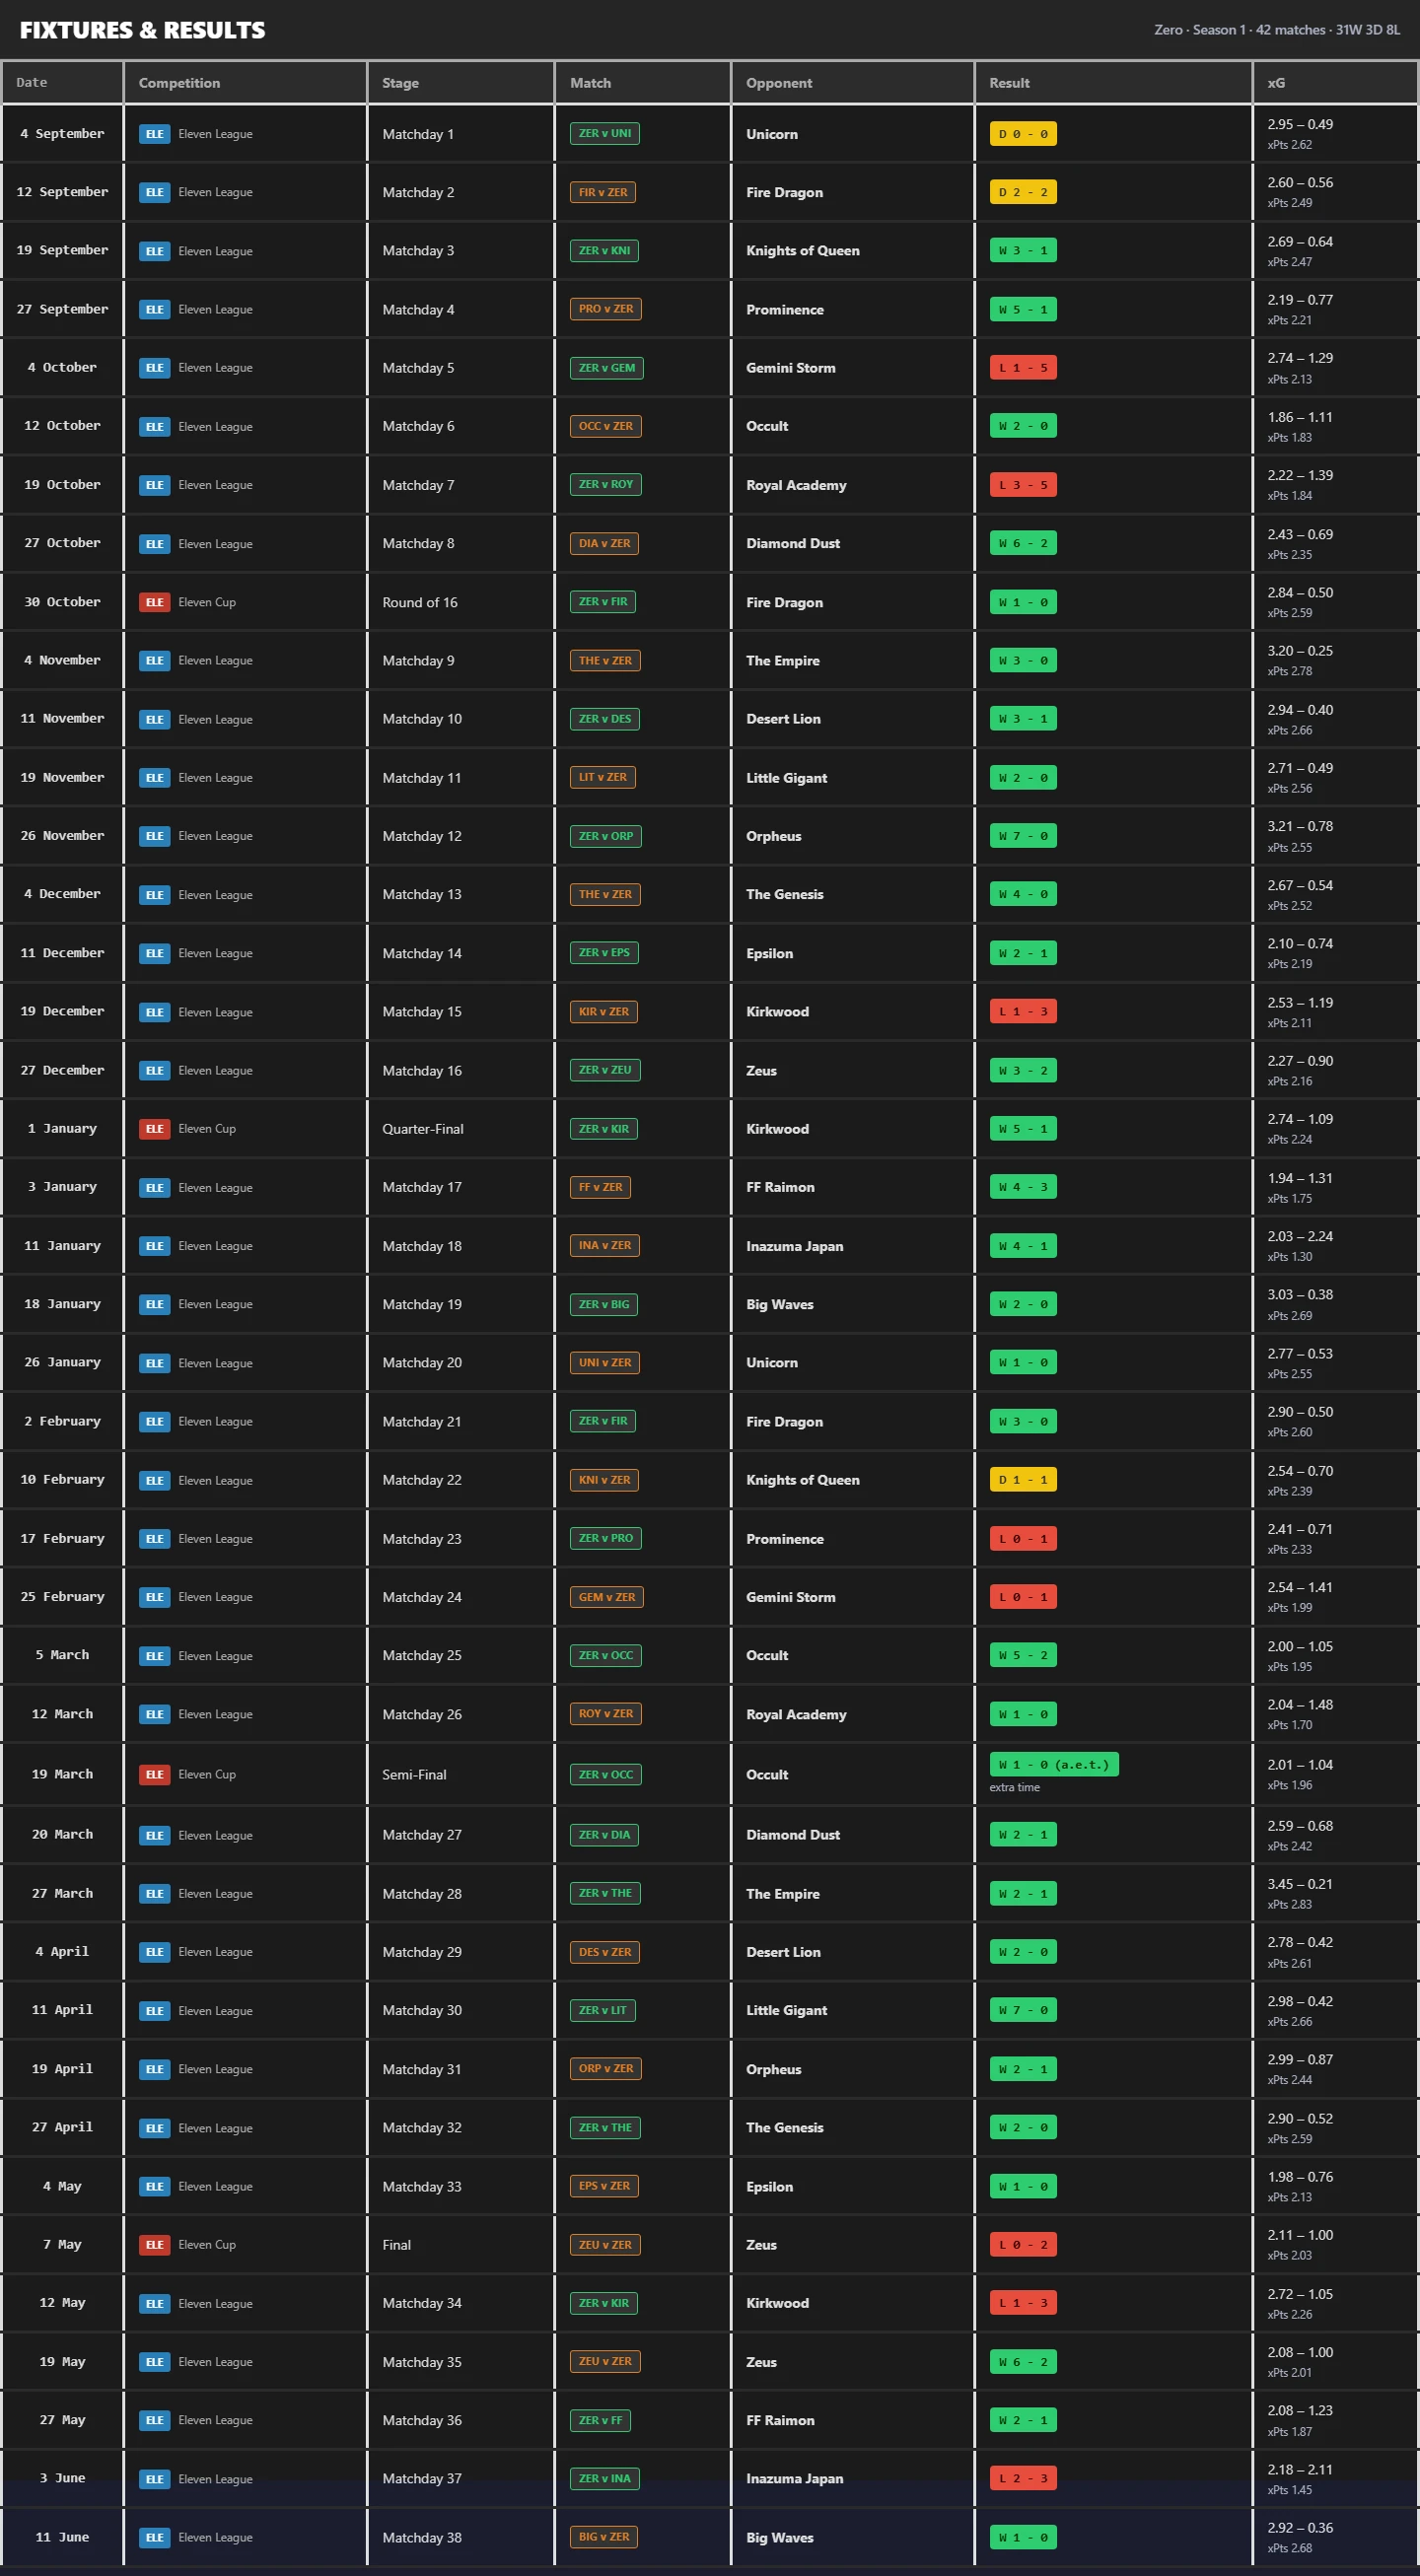 FIXTURES & RESULTS
Zero · Season 1 · 42 matches · 31W 3D 8L
Date Competition Stage Match Opponent Result xG
4 September ELE Eleven League Matchday 1 ZER v UNI Unicorn D 0 - 0 2.95 – 0.49
xPts 2.62
12 September ELE Eleven League Matchday 2 FIR v ZER Fire Dragon D 2 - 2 2.60 – 0.56
xPts 2.49
19 September ELE Eleven League Matchday 3 ZER v KNI Knights of Queen W 3 - 1 2.69 – 0.64
xPts 2.47
27 September ELE Eleven League Matchday 4 PRO v ZER Prominence W 5 - 1 2.19 – 0.77
xPts 2.21
4 October ELE Eleven League Matchday 5 ZER v GEM Gemini Storm L 1 - 5 2.74 – 1.29
xPts 2.13
12 October ELE Eleven League Matchday 6 OCC v ZER Occult W 2 - 0 1.86 – 1.11
xPts 1.83
19 October ELE Eleven League Matchday 7 ZER v ROY Royal Academy L 3 - 5 2.22 – 1.39
xPts 1.84
27 October ELE Eleven League Matchday 8 DIA v ZER Diamond Dust W 6 - 2 2.43 – 0.69
xPts 2.35
30 October ELE Eleven Cup Round of 16 ZER v FIR Fire Dragon W 1 - 0 2.84 – 0.50
xPts 2.59
4 November ELE Eleven League Matchday 9 THE v ZER The Empire W 3 - 0 3.20 – 0.25
xPts 2.78
11 November ELE Eleven League Matchday 10 ZER v DES Desert Lion W 3 - 1 2.94 – 0.40
xPts 2.66
19 November ELE Eleven League Matchday 11 LIT v ZER Little Gigant W 2 - 0 2.71 – 0.49
xPts 2.56
26 November ELE Eleven League Matchday 12 ZER v ORP Orpheus W 7 - 0 3.21 – 0.78
xPts 2.55
4 December ELE Eleven League Matchday 13 THE v ZER The Genesis W 4 - 0 2.67 – 0.54
xPts 2.52
11 December ELE Eleven League Matchday 14 ZER v EPS Epsilon W 2 - 1 2.10 – 0.74
xPts 2.19
19 December ELE Eleven League Matchday 15 KIR v ZER Kirkwood L 1 - 3 2.53 – 1.19
xPts 2.11
27 December ELE Eleven League Matchday 16 ZER v ZEU Zeus W 3 - 2 2.27 – 0.90
xPts 2.16
1 January ELE Eleven Cup Quarter-Final ZER v KIR Kirkwood W 5 - 1 2.74 – 1.09
xPts 2.24
3 January ELE Eleven League Matchday 17 FF v ZER FF Raimon W 4 - 3 1.94 – 1.31
xPts 1.75
11 January ELE Eleven League Matchday 18 INA v ZER Inazuma Japan W 4 - 1 2.03 – 2.24
xPts 1.30
18 January ELE Eleven League Matchday 19 ZER v BIG Big Waves W 2 - 0 3.03 – 0.38
xPts 2.69
26 January ELE Eleven League Matchday 20 UNI v ZER Unicorn W 1 - 0 2.77 – 0.53
xPts 2.55
2 February ELE Eleven League Matchday 21 ZER v FIR Fire Dragon W 3 - 0 2.90 – 0.50
xPts 2.60
10 February ELE Eleven League Matchday 22 KNI v ZER Knights of Queen D 1 - 1 2.54 – 0.70
xPts 2.39
17 February ELE Eleven League Matchday 23 ZER v PRO Prominence L 0 - 1 2.41 – 0.71
xPts 2.33
25 February ELE Eleven League Matchday 24 GEM v ZER Gemini Storm L 0 - 1 2.54 – 1.41
xPts 1.99
5 March ELE Eleven League Matchday 25 ZER v OCC Occult W 5 - 2 2.00 – 1.05
xPts 1.95
12 March ELE Eleven League Matchday 26 ROY v ZER Royal Academy W 1 - 0 2.04 – 1.48
xPts 1.70
19 March ELE Eleven Cup Semi-Final ZER v OCC Occult W 1 - 0 (a.e.t.) 2.01 – 1.04
extra time xPts 1.96
20 March ELE Eleven League Matchday 27 ZER v DIA Diamond Dust W 2 - 1 2.59 – 0.68
xPts 2.42
27 March ELE Eleven League Matchday 28 ZER v THE The Empire W 2 - 1 3.45 – 0.21
xPts 2.83
4 April ELE Eleven League Matchday 29 DES v ZER Desert Lion W 2 - 0 2.78 – 0.42
xPts 2.61
11 April ELE Eleven League Matchday 30 ZER v LIT Little Gigant W 7 - 0 2.98 – 0.42
xPts 2.66
19 April ELE Eleven League Matchday 31 ORP v ZER Orpheus W 2 - 1 2.99 – 0.87
xPts 2.44
27 April ELE Eleven League Matchday 32 ZER v THE The Genesis W 2 - 0 2.90 – 0.52
xPts 2.59
4 May ELE Eleven League Matchday 33 EPS v ZER Epsilon W 1 - 0 1.98 – 0.76
xPts 2.13
7 May ELE Eleven Cup Final ZEU v ZER Zeus L 0 - 2 2.11 – 1.00
xPts 2.03
12 May ELE Eleven League Matchday 34 ZER v KIR Kirkwood L 1 - 3 2.72 – 1.05
xPts 2.26
19 May ELE Eleven League Matchday 35 ZEU v ZER Zeus W 6 - 2 2.08 – 1.00
xPts 2.01
27 May ELE Eleven League Matchday 36 ZER v FF FF Raimon W 2 - 1 2.08 – 1.23
xPts 1.87
3 June ELE Eleven League Matchday 37 ZER v INA Inazuma Japan L 2 - 3 2.18 – 2.11
xPts 1.45
11 June ELE Eleven League Matchday 38 BIG v ZER Big Waves W 1 - 0 2.92 – 0.36
xPts 2.68